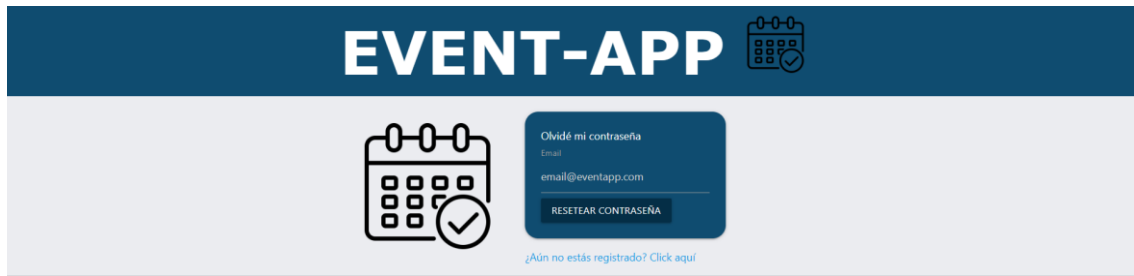 EVENT-APP
Olvidé mi contraseña
Email
email@eventapp.com
RESETEAR CONTRASEÑA
¿Aún no estás registrado? Click aquí